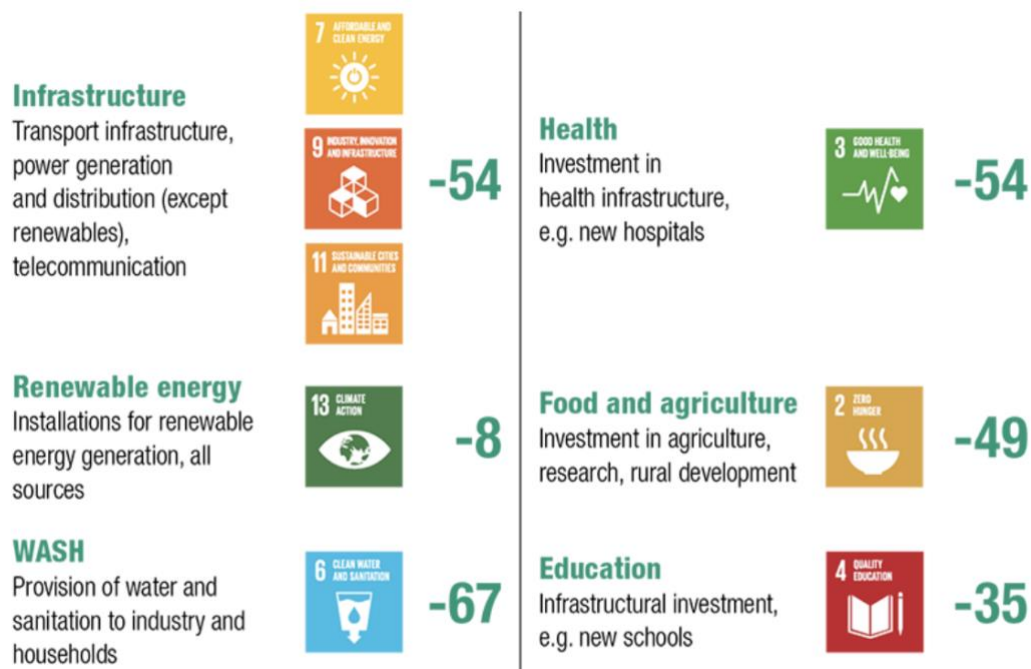 Infrastructure
Transport infrastructure,
power generation
and distribution (except
renewables),
telecommunication
7 AFFORDABLE AND
CLEAN ENERGY
9 INDUSTRY, INNOVATION
AND INFRASTRUCTURE
11 SUSTAINABLE CITIES
AND COMMUNITIES
-54
Renewable energy
Installations for renewable
energy generation, all
sources
13 CLIMATE
ACTION
-8
WASH
Provision of water and
sanitation to industry and
households
6 CLEAN WATER
AND SANITATION
-67
Health
Investment in
health infrastructure,
e.g. new hospitals
3 GOOD HEALTH
AND WELL-BEING
-54
Food and agriculture
Investment in agriculture,
research, rural development
2 ZERO
HUNGER
-49
Education
Infrastructural investment,
e.g. new schools
4 QUALITY
EDUCATION
-35